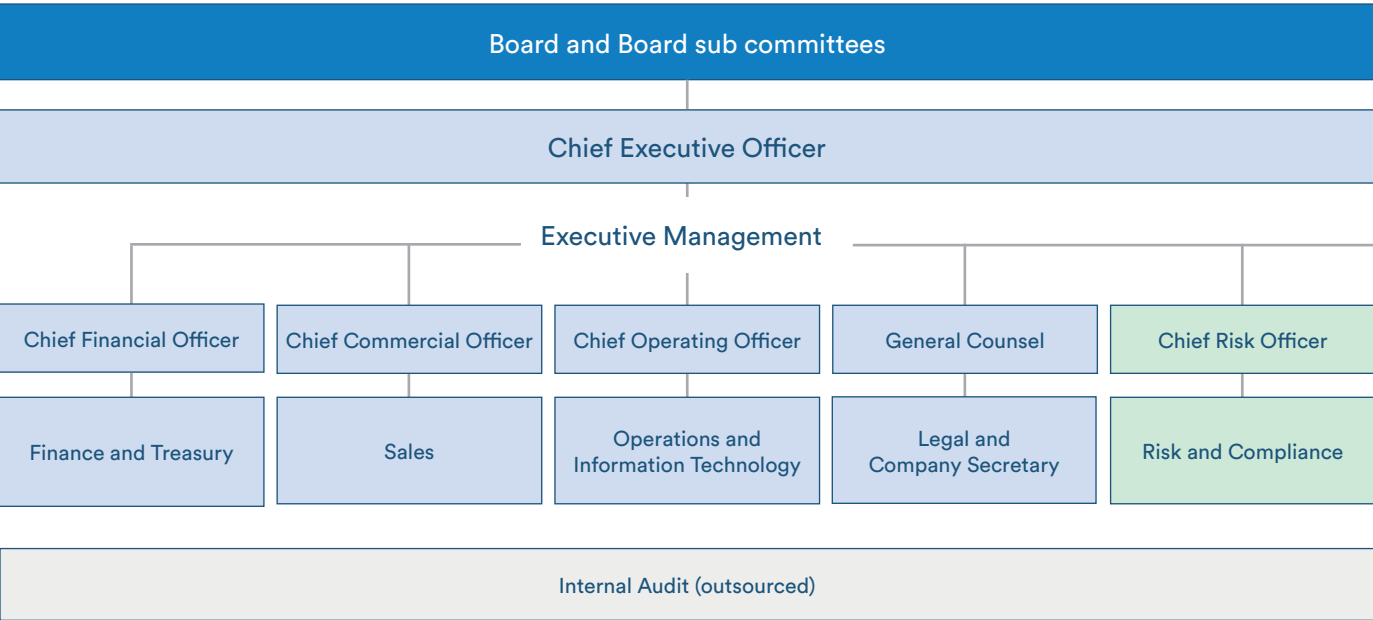 Board and Board sub committees
Chief Executive Officer
Executive Management
Chief Financial Officer
Chief Commercial Officer
Chief Operating Officer
General Counsel
Chief Risk Officer
Finance and Treasury
Sales
Operations and
Information Technology
Legal and
Company Secretary
Risk and Compliance
Internal Audit (outsourced)